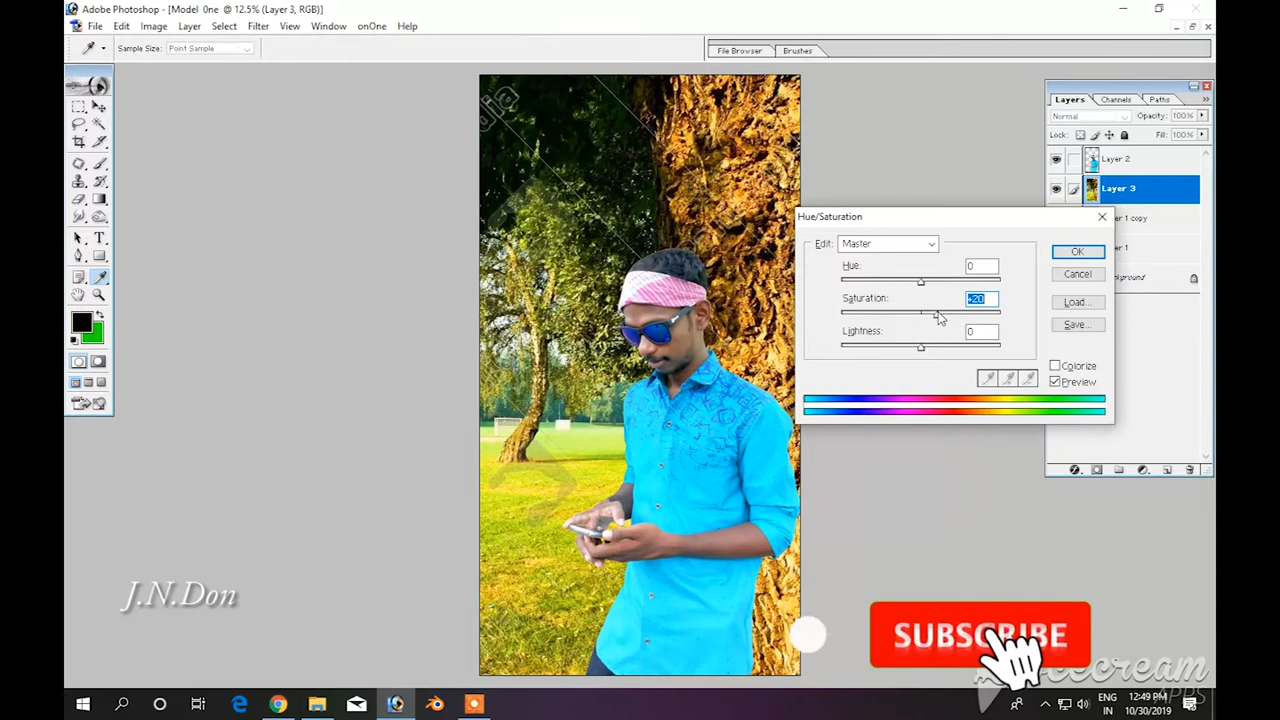 Adobe Photoshop - [Model One @ 12.5% (Layer 3, RGB)]
File Edit Image Layer Select Filter View Window onOne Help
Sample Size: Point Sample
File Browser Brushes
Layers Channels Paths
Normal Opacity: 100%
Lock: Fill: 100%
Layer 2
Layer 3
1 copy
1
Hue/Saturation
Edit: Master
Hue: 0
Saturation: +20
Lightness: 0
OK
Cancel
Load...
Save...
Colorize
Preview
J.N.Don
SUBSCRIBE
APPS
ENG
IN
12:49 PM
10/30/2019